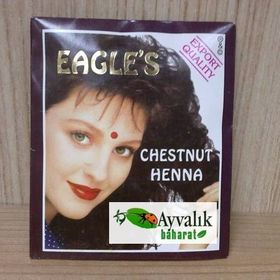 EAGLE'S
EXPORT
QUALITY
CHESTNUT
HENNA
Ayvalık
baharat